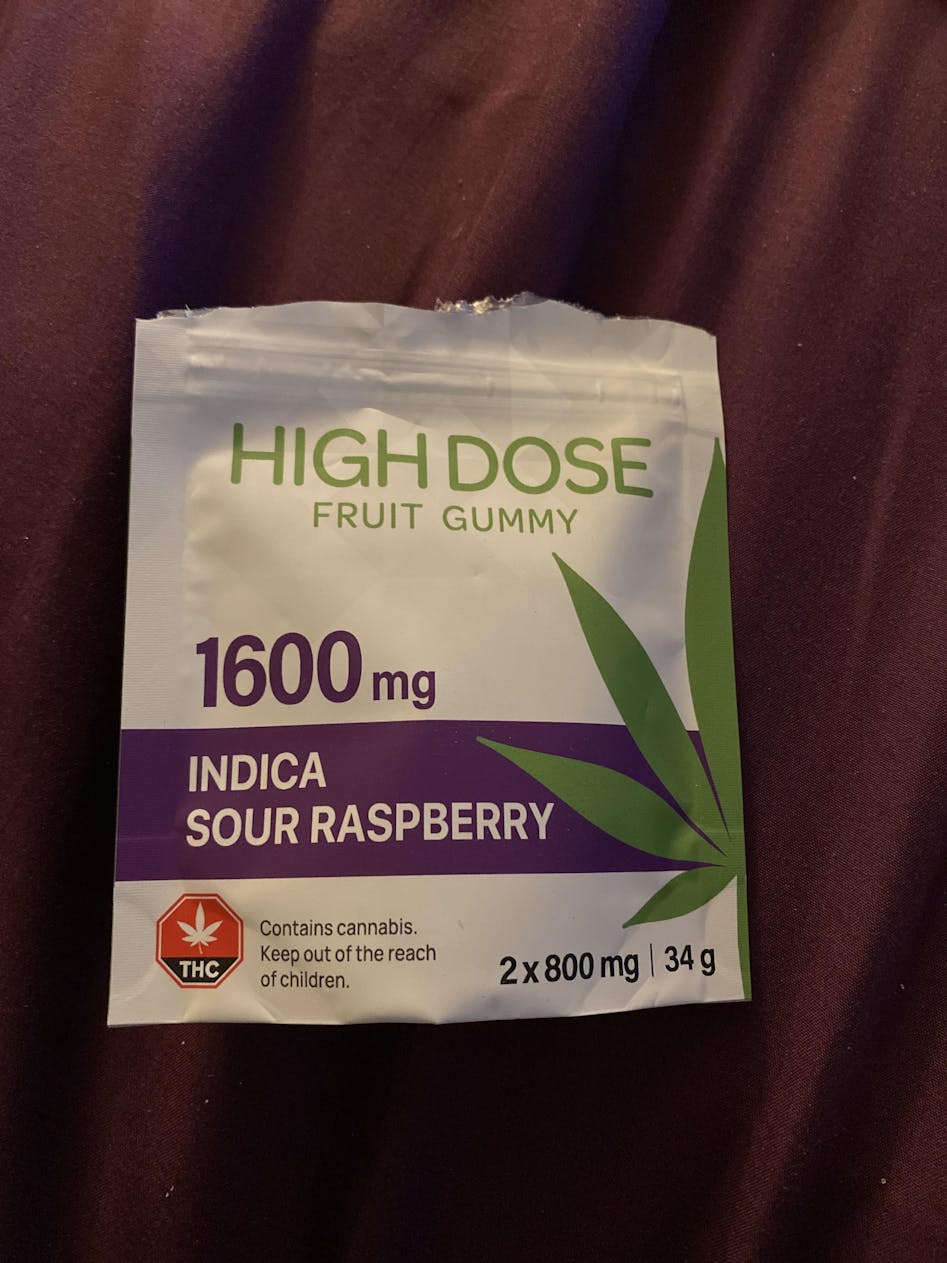 HIGH DOSE
FRUIT GUMMY
1600 mg
INDICA
SOUR RASPBERRY
THC
Contains cannabis.
Keep out of the reach
of children.
2 x 800 mg | 34 g